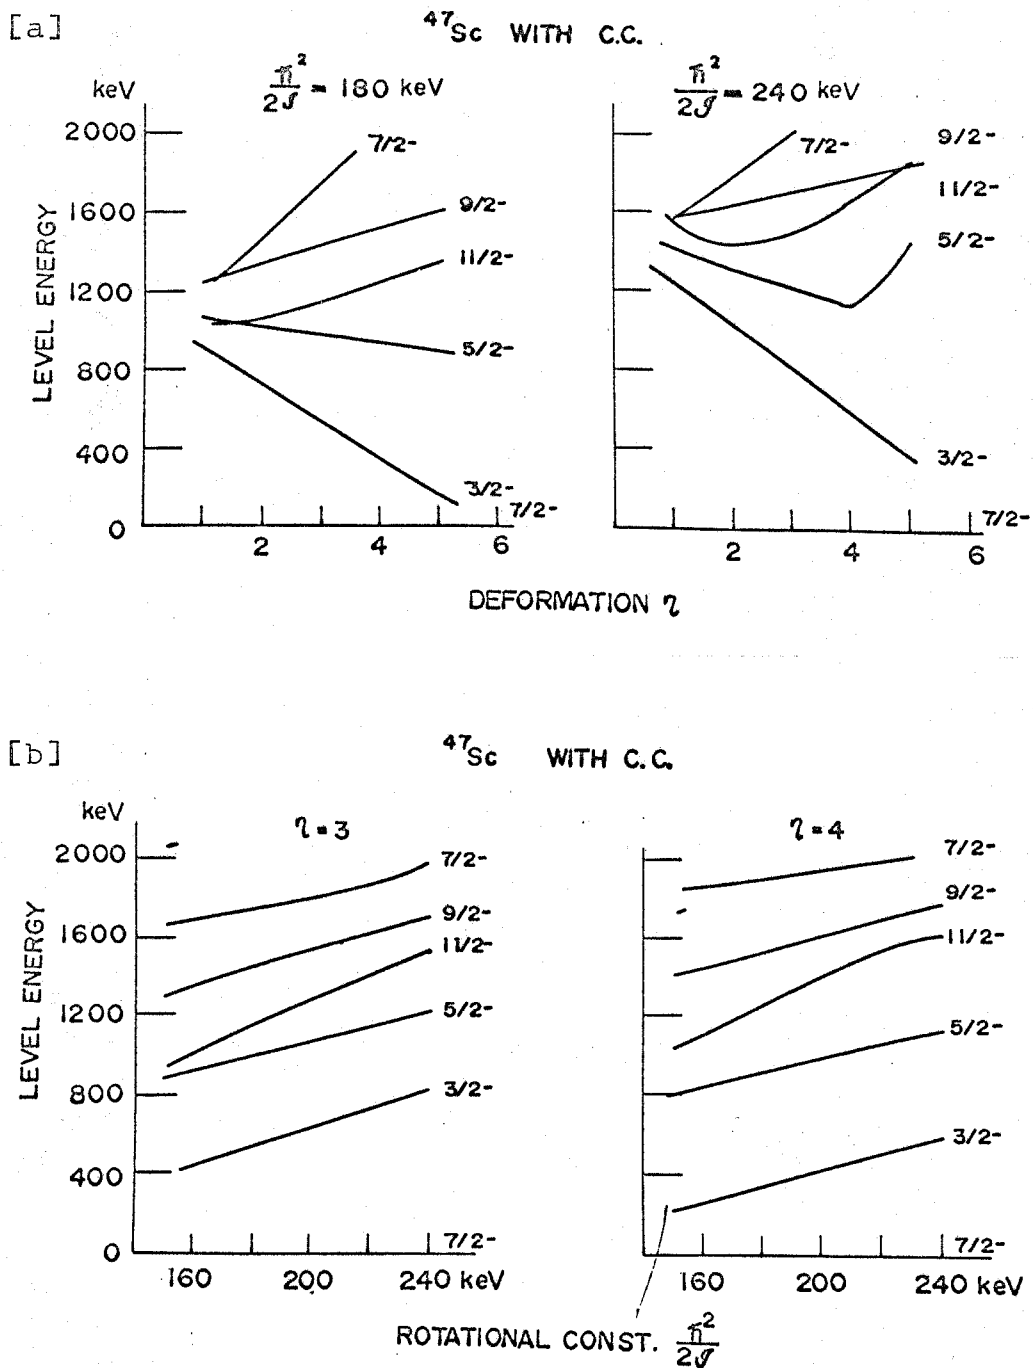 [a]
⁴⁷Sc WITH C.C.
ħ²/2𝒥 = 180 keV
ħ²/2𝒥 = 240 keV
keV
2000
1600
1200
800
400
0
LEVEL ENERGY
7/2-
9/2-
11/2-
5/2-
3/2-
7/2-
2 4 6
7/2-
9/2-
11/2-
5/2-
3/2-
7/2-
2 4 6
DEFORMATION η
[b]
⁴⁷Sc WITH C.C.
keV
η=3
η=4
2000
1600
1200
800
400
0
LEVEL ENERGY
7/2-
9/2-
11/2-
5/2-
3/2-
7/2-
160 200 240 keV
7/2-
9/2-
11/2-
5/2-
3/2-
7/2-
160 200 240 keV
ROTATIONAL CONST. ħ²/2𝒥